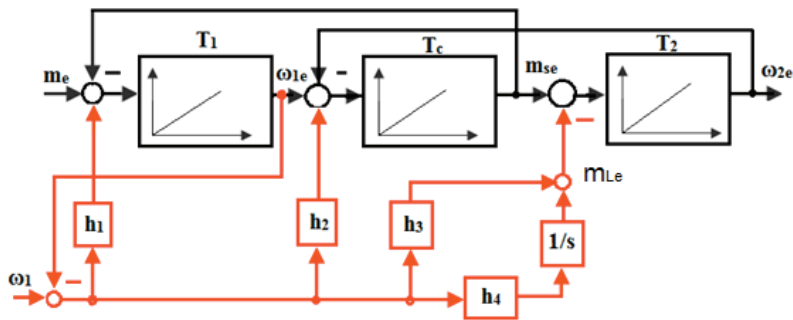 T1
Tc
T2
me
−
ω1e
−
mse
ω2e
−
mLe
h1
h2
h3
1/s
ω1
−
h4